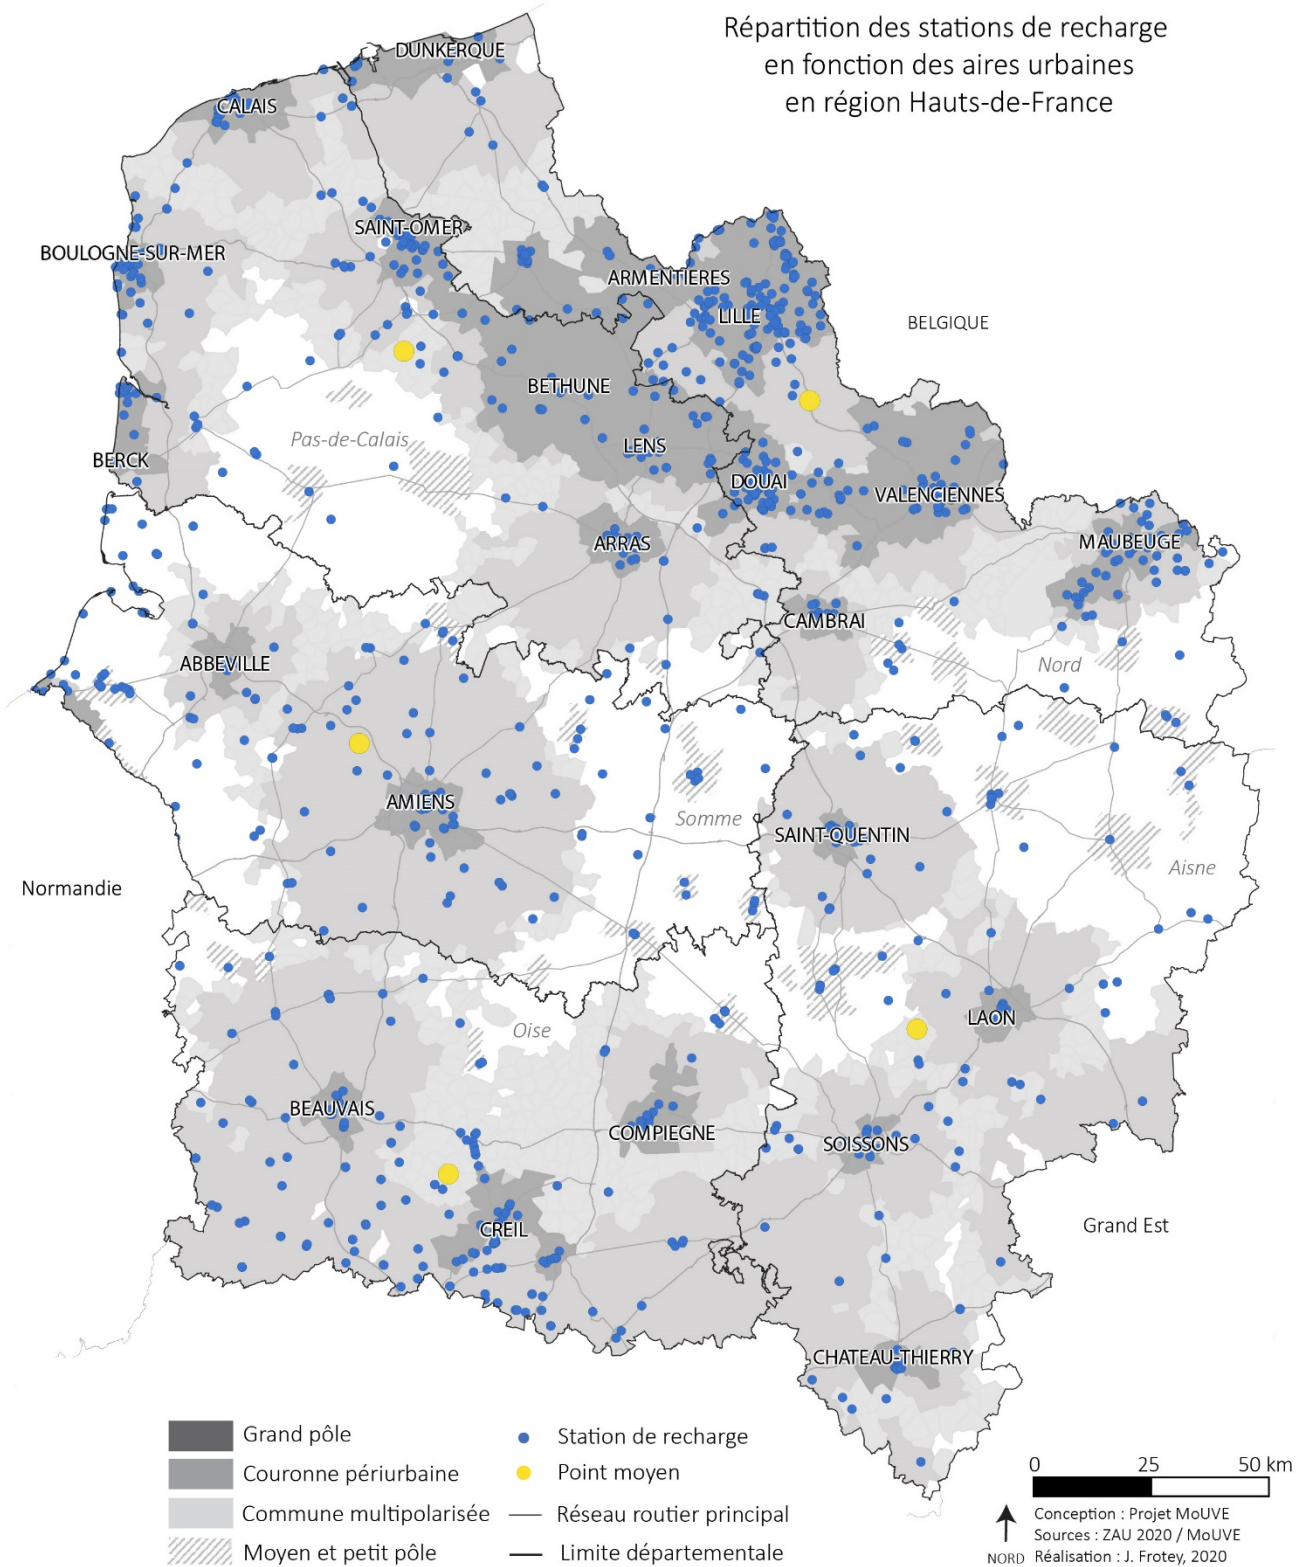 Répartition des stations de recharge
en fonction des aires urbaines
en région Hauts-de-France
DUNKERQUE
CALAIS
SAINT-OMER
BOULOGNE-SUR-MER
ARMENTIERES
LILLE
BELGIQUE
BETHUNE
Pas-de-Calais
LENS
BERCK
DOUAI
VALENCIENNES
ARRAS
MAUBEUGE
CAMBRAI
ABBEVILLE
Nord
AMIENS
Somme
SAINT-QUENTIN
Aisne
Normandie
LAON
Oise
BEAUVAIS
COMPIEGNE
SOISSONS
CREIL
Grand Est
CHATEAU-THIERRY
Grand pôle
Couronne périurbaine
Commune multipolarisée
Moyen et petit pôle
Station de recharge
Point moyen
Réseau routier principal
Limite départementale
0 25 50 km
NORD
Conception : Projet MoUVE
Sources : ZAU 2020 / MoUVE
Réalisation : J. Frotey, 2020